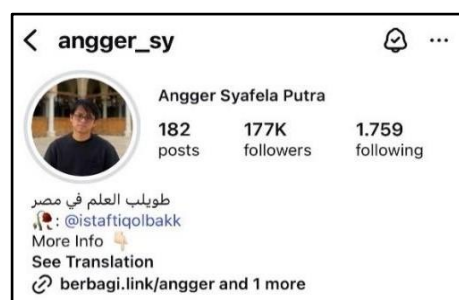 angger_sy
Angger Syafela Putra
182 177K 1.759
posts followers following
طويلب العلم في مصر
🥀: @istaftiqolbakk
More Info 👇🏻
See Translation
berbagi.link/angger and 1 more